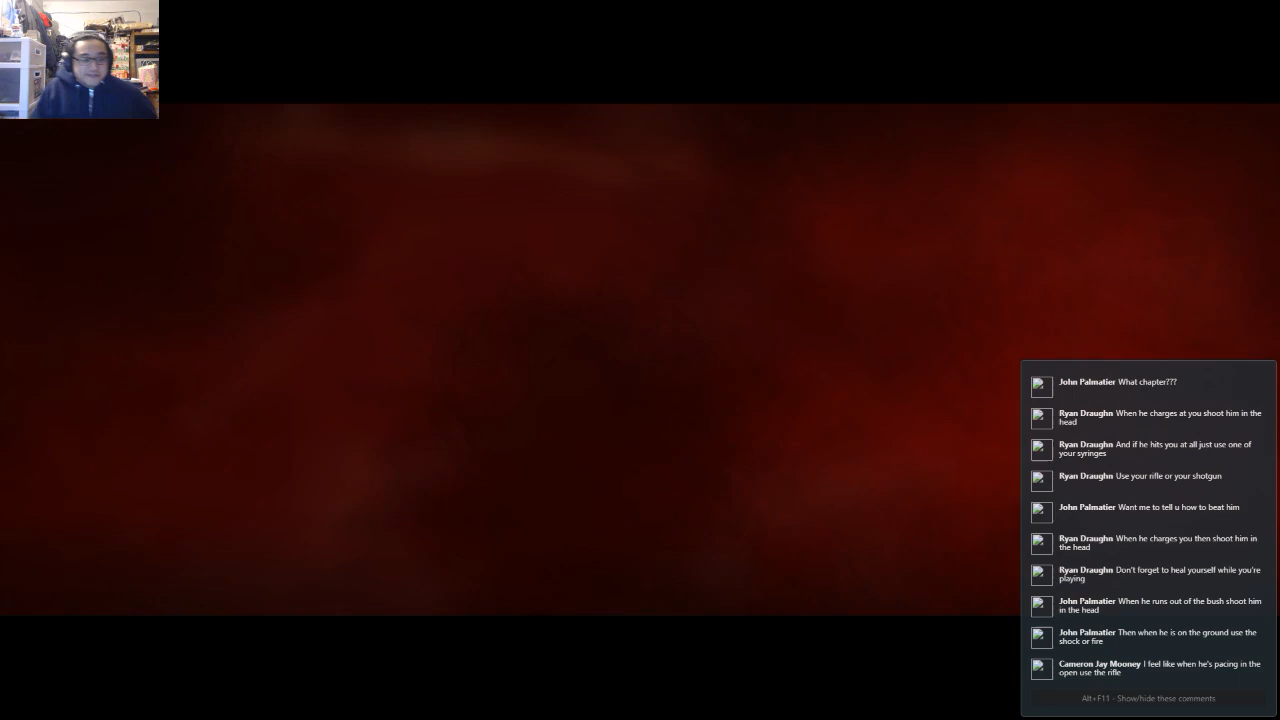 John Palmatier What chapter???
Ryan Draughn When he charges at you shoot him in the
head
Ryan Draughn And if he hits you at all just use one of
your syringes
Ryan Draughn Use your rifle or your shotgun
John Palmatier Want me to tell u how to beat him
Ryan Draughn When he charges you then shoot him in
the head
Ryan Draughn Don't forget to heal yourself while you're
playing
John Palmatier When he runs out of the bush shoot him
in the head
John Palmatier Then when he is on the ground use the
shock or fire
Cameron Jay Mooney I feel like when he's pacing in the
open use the rifle
Alt+F11 - Show/hide these comments